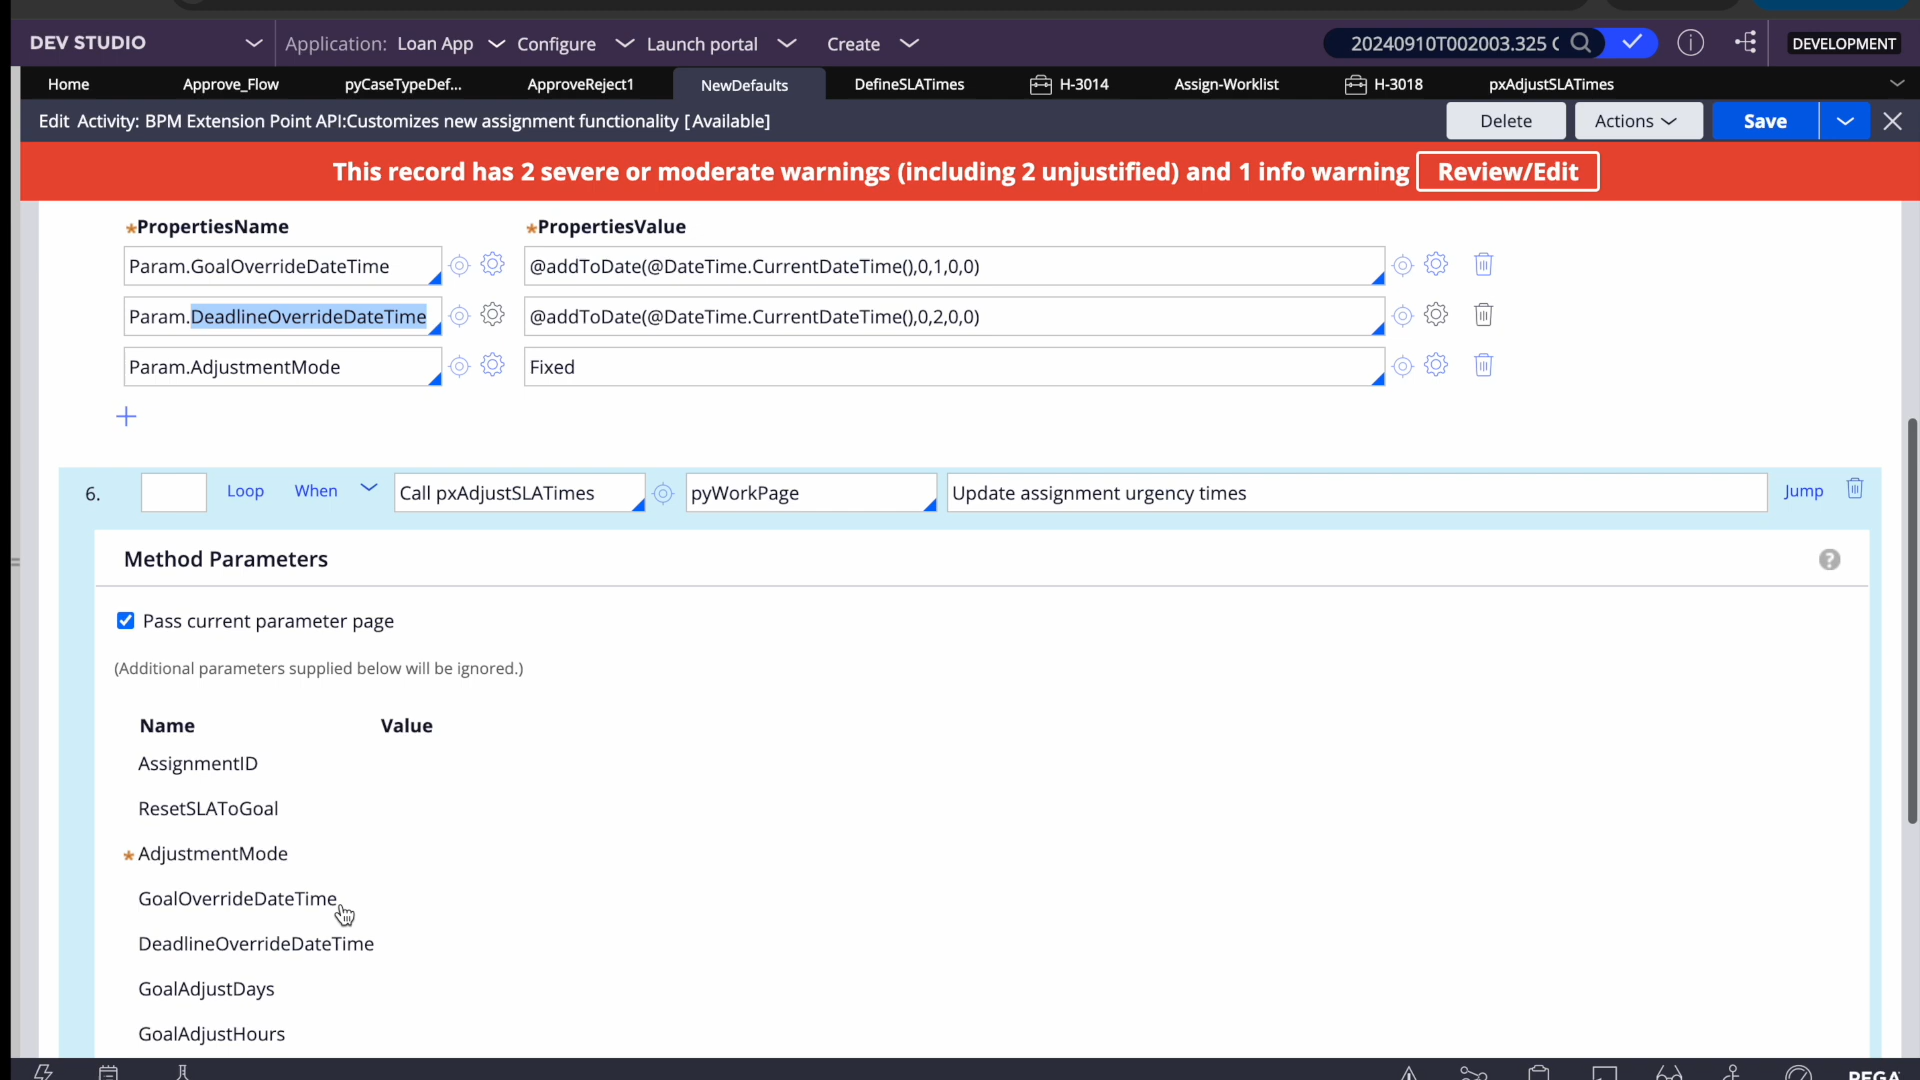 DEV STUDIO
Application: Loan App
Configure
Launch portal
Create
20240910T002003.325 (
DEVELOPMENT
Home
Approve_Flow
pyCaseTypeDef...
ApproveReject1
NewDefaults
DefineSLATimes
H-3014
Assign-Worklist
H-3018
pxAdjustSLATimes
Edit Activity: BPM Extension Point API:Customizes new assignment functionality [Available]
Delete
Actions
Save
This record has 2 severe or moderate warnings (including 2 unjustified) and 1 info warning
Review/Edit
*PropertiesName
*PropertiesValue
Param.GoalOverrideDateTime
@addToDate(@DateTime.CurrentDateTime(),0,1,0,0)
Param.DeadlineOverrideDateTime
@addToDate(@DateTime.CurrentDateTime(),0,2,0,0)
Param.AdjustmentMode
Fixed
6.
Loop
When
Call pxAdjustSLATimes
pyWorkPage
Update assignment urgency times
Jump
Method Parameters
?
Pass current parameter page
(Additional parameters supplied below will be ignored.)
Name
Value
AssignmentID
ResetSLAToGoal
* AdjustmentMode
GoalOverrideDateTime
DeadlineOverrideDateTime
GoalAdjustDays
GoalAdjustHours
PEGA